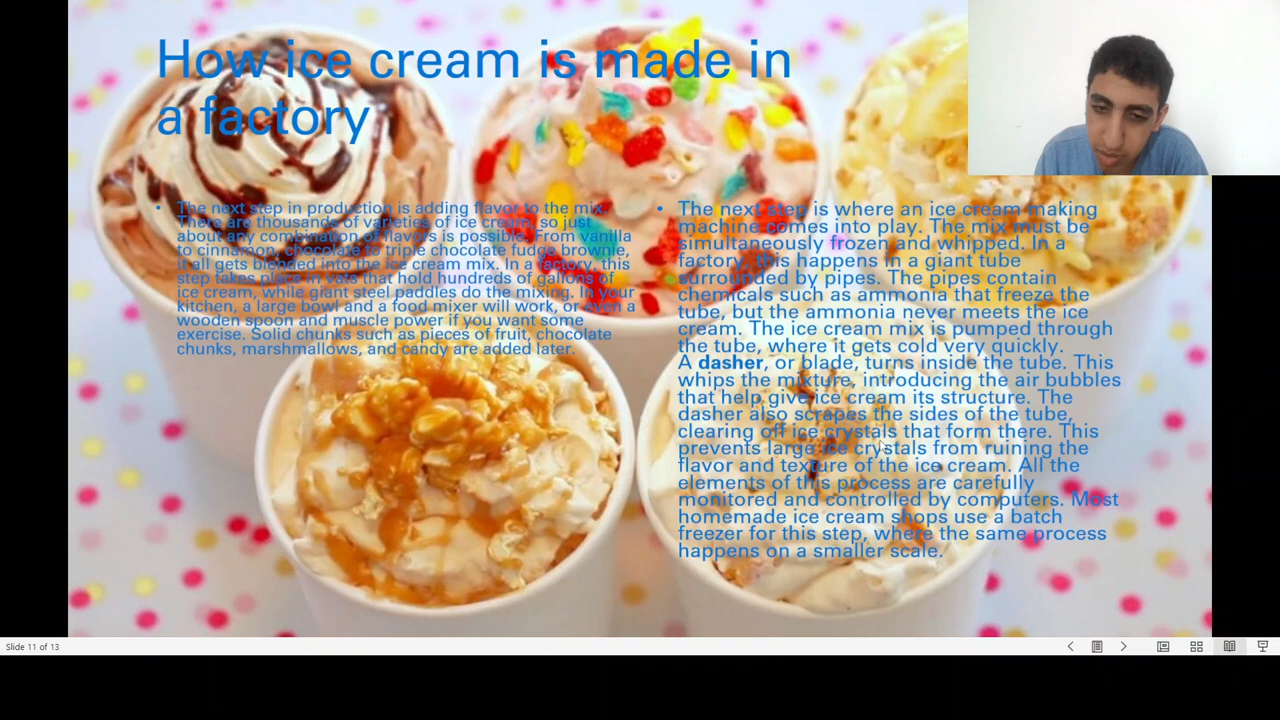 How ice cream is made in
a factory
• The next step in production is adding flavor to the mix.
There are thousands of varieties of ice cream, so just
about any combination of flavors is possible. From vanilla
to cinnamon, chocolate to triple chocolate fudge brownie,
it all gets blended into the ice cream mix. In a factory, this
step takes place in vats that hold hundreds of gallons of
ice cream, while giant steel paddles do the mixing. In your
kitchen, a large bowl and a food mixer will work, or even a
wooden spoon and muscle power if you want some
exercise. Solid chunks such as pieces of fruit, chocolate
chunks, marshmallows, and candy are added later.
• The next step is where an ice cream making
machine comes into play. The mix must be
simultaneously frozen and whipped. In a
factory, this happens in a giant tube
surrounded by pipes. The pipes contain
chemicals such as ammonia that freeze the
tube, but the ammonia never meets the ice
cream. The ice cream mix is pumped through
the tube, where it gets cold very quickly.
A dasher, or blade, turns inside the tube. This
whips the mixture, introducing the air bubbles
that help give ice cream its structure. The
dasher also scrapes the sides of the tube,
clearing off ice crystals that form there. This
prevents large ice crystals from ruining the
flavor and texture of the ice cream. All the
elements of this process are carefully
monitored and controlled by computers. Most
homemade ice cream shops use a batch
freezer for this step, where the same process
happens on a smaller scale.
Slide 11 of 13